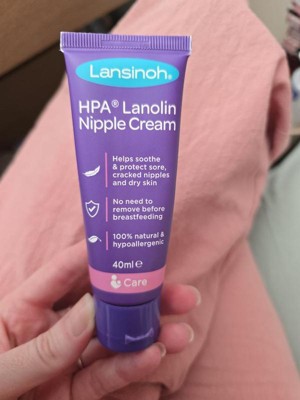 Lansinoh®
HPA® Lanolin
Nipple Cream
Helps soothe
& protect sore,
cracked nipples
and dry skin
No need to
remove before
breastfeeding
100% natural &
hypoallergenic
40ml e
Care